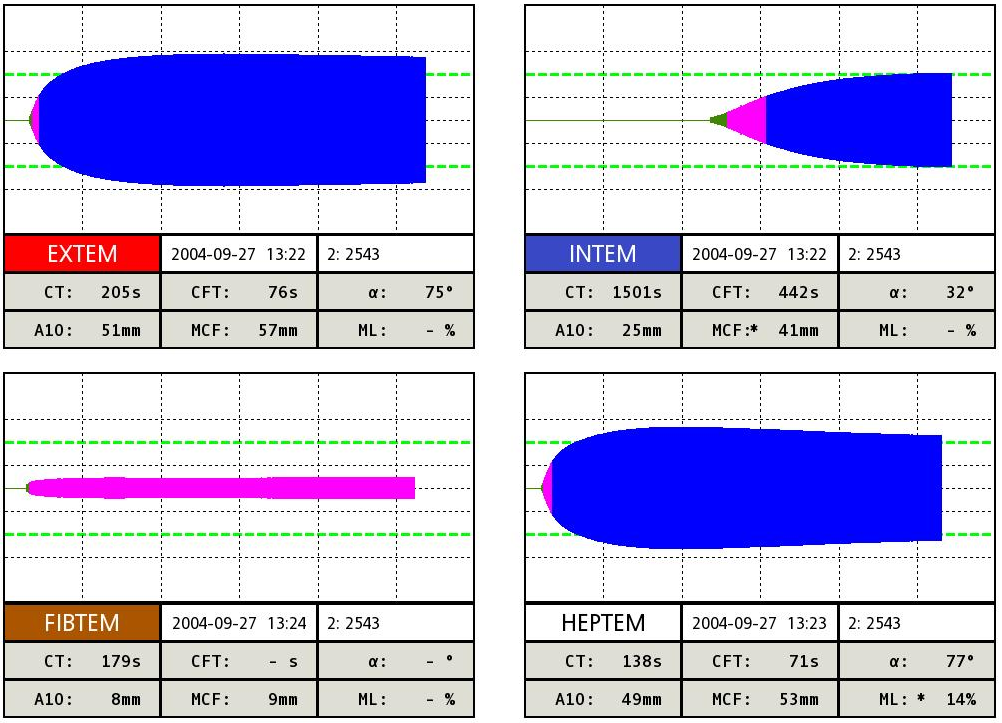 EXTEM 2004-09-27 13:22 2: 2543
CT: 205s CFT: 76s α: 75°
A10: 51mm MCF: 57mm ML: - %
INTEM 2004-09-27 13:22 2: 2543
CT: 1501s CFT: 442s α: 32°
A10: 25mm MCF:* 41mm ML: - %
FIBTEM 2004-09-27 13:24 2: 2543
CT: 179s CFT: - s α: - °
A10: 8mm MCF: 9mm ML: - %
HEPTEM 2004-09-27 13:23 2: 2543
CT: 138s CFT: 71s α: 77°
A10: 49mm MCF: 53mm ML: * 14%